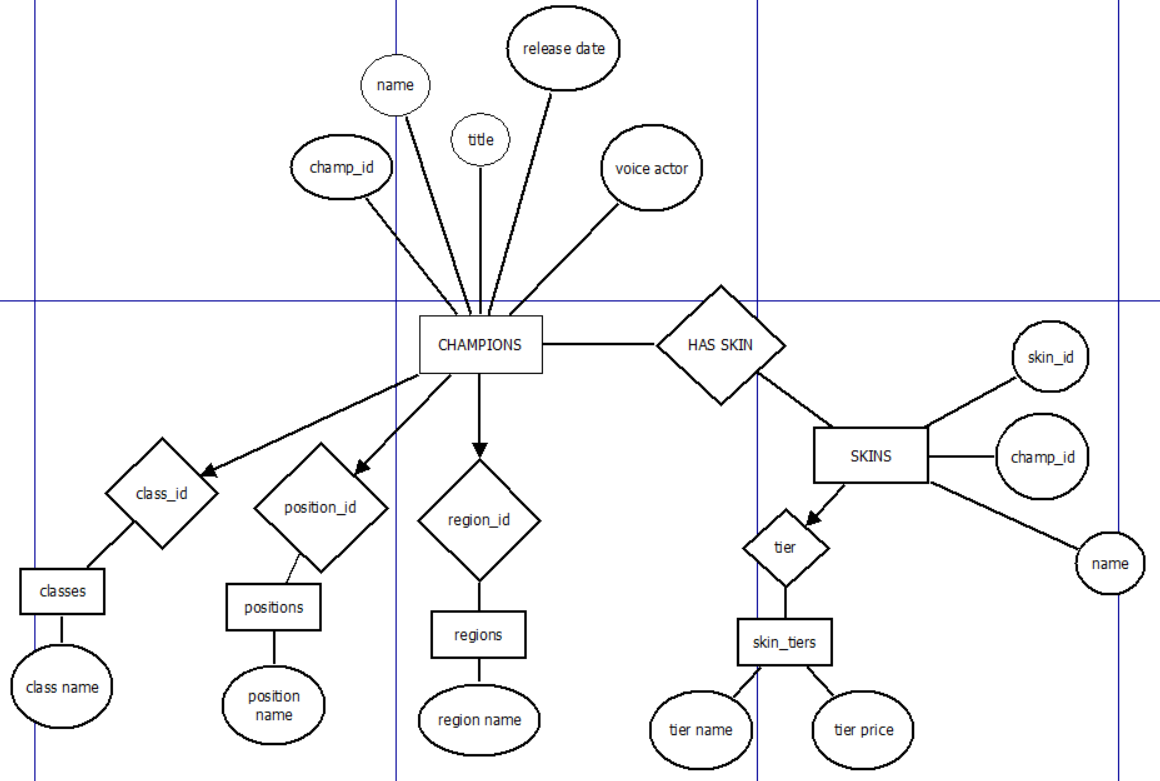 release date
name
title
champ_id
voice actor
CHAMPIONS
HAS SKIN
skin_id
SKINS
champ_id
class_id
position_id
region_id
tier
name
classes
positions
regions
skin_tiers
class name
position
name
region name
tier name
tier price